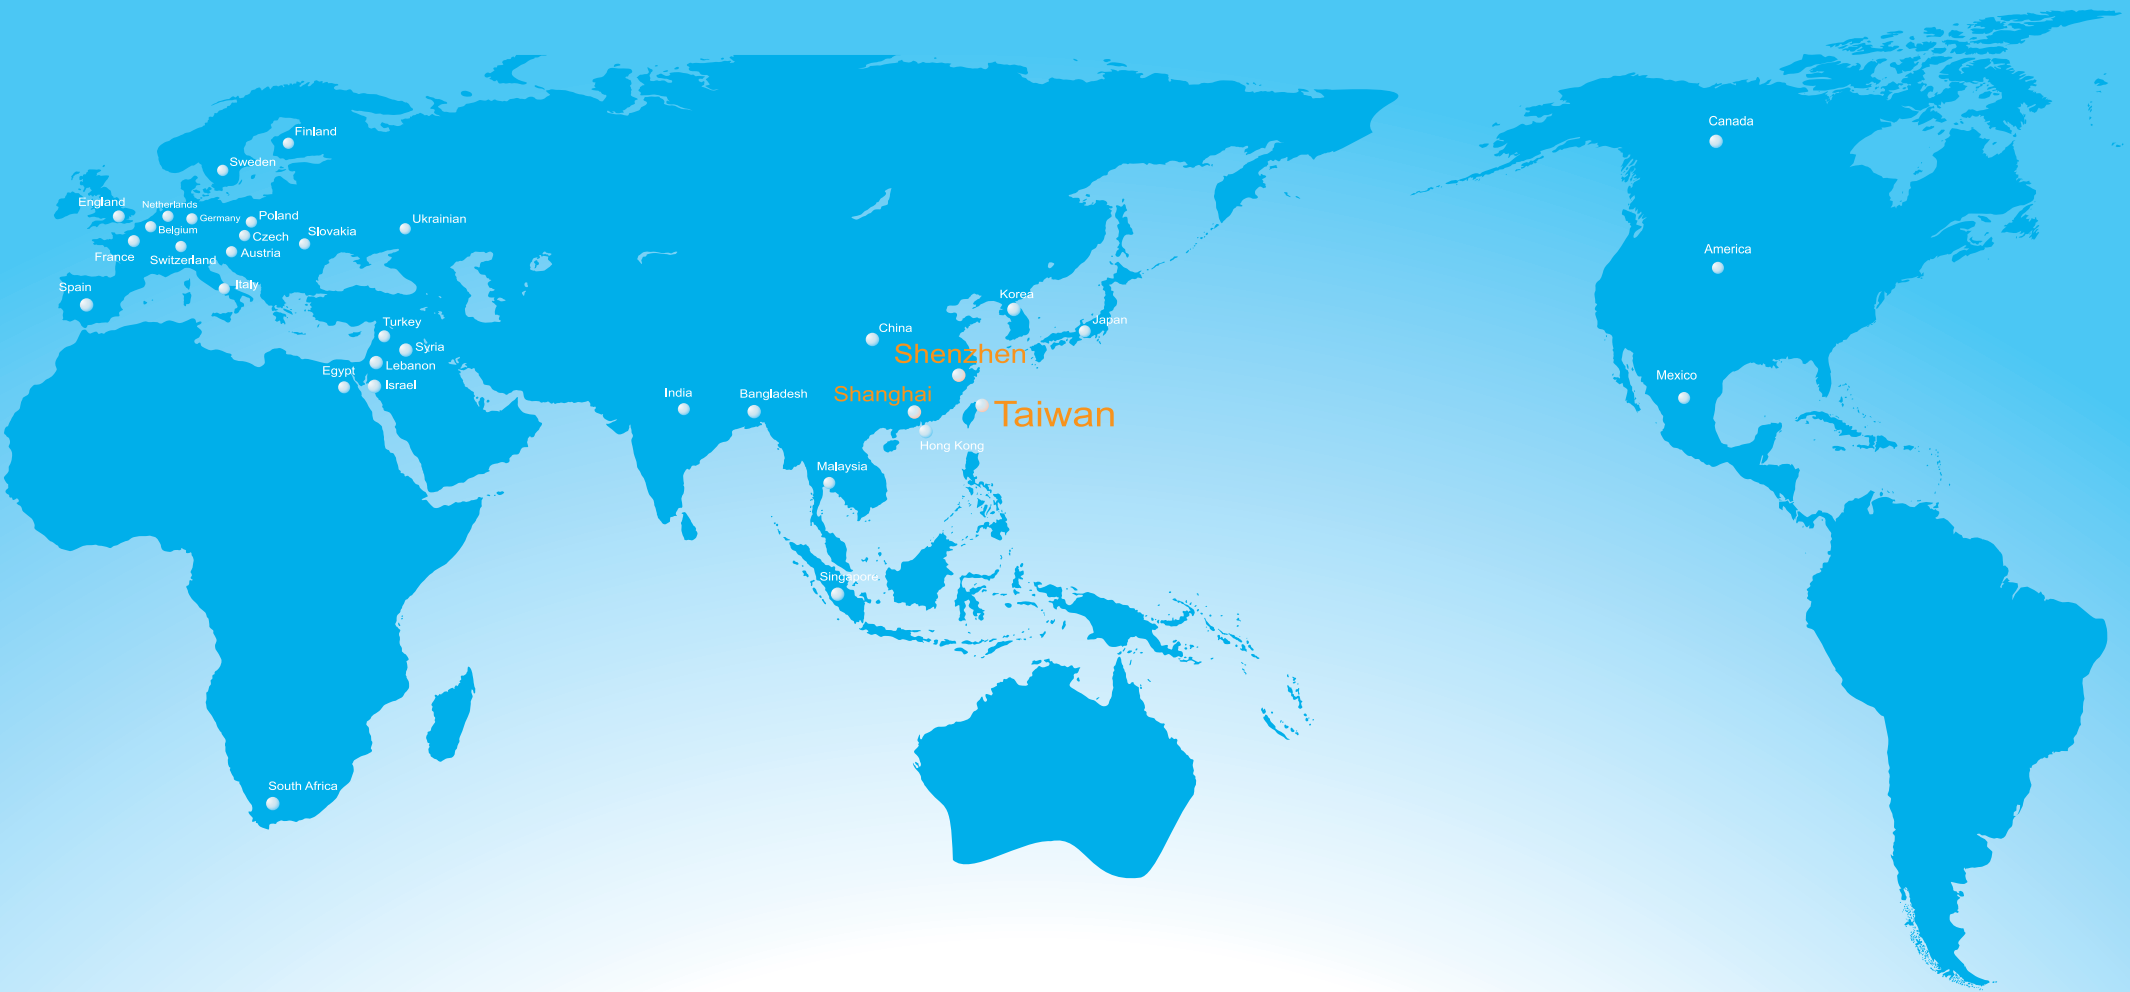 Finland
Sweden
England
Netherlands
Germany
Poland
Belgium
Czech
Slovakia
Ukrainian
France
Switzerland
Austria
Spain
Italy
Turkey
Syria
Lebanon
Egypt
Israel
South Africa
India
Bangladesh
China
Korea
Japan
Shenzhen
Shanghai
Taiwan
Hong Kong
Malaysia
Singapore
Canada
America
Mexico